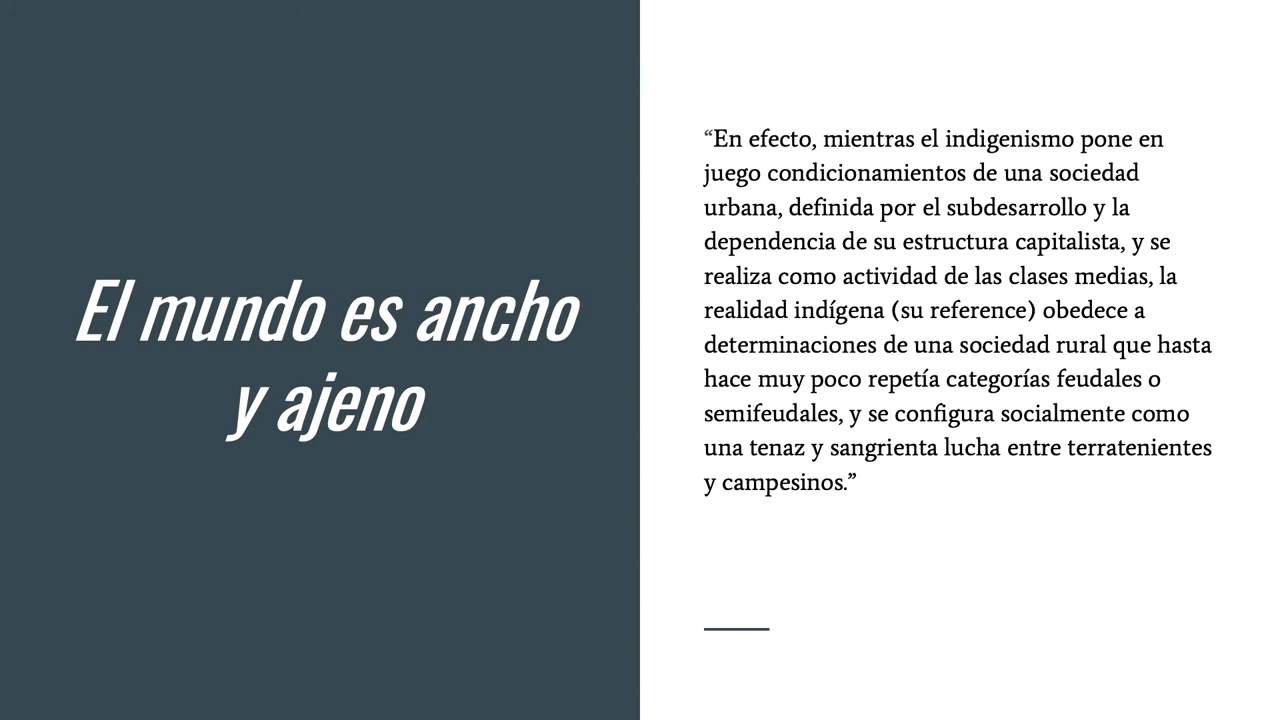 El mundo es ancho
y ajeno
“En efecto, mientras el indigenismo pone en
juego condicionamientos de una sociedad
urbana, definida por el subdesarrollo y la
dependencia de su estructura capitalista, y se
realiza como actividad de las clases medias, la
realidad indígena (su reference) obedece a
determinaciones de una sociedad rural que hasta
hace muy poco repetía categorías feudales o
semifeudales, y se configura socialmente como
una tenaz y sangrienta lucha entre terratenientes
y campesinos.”